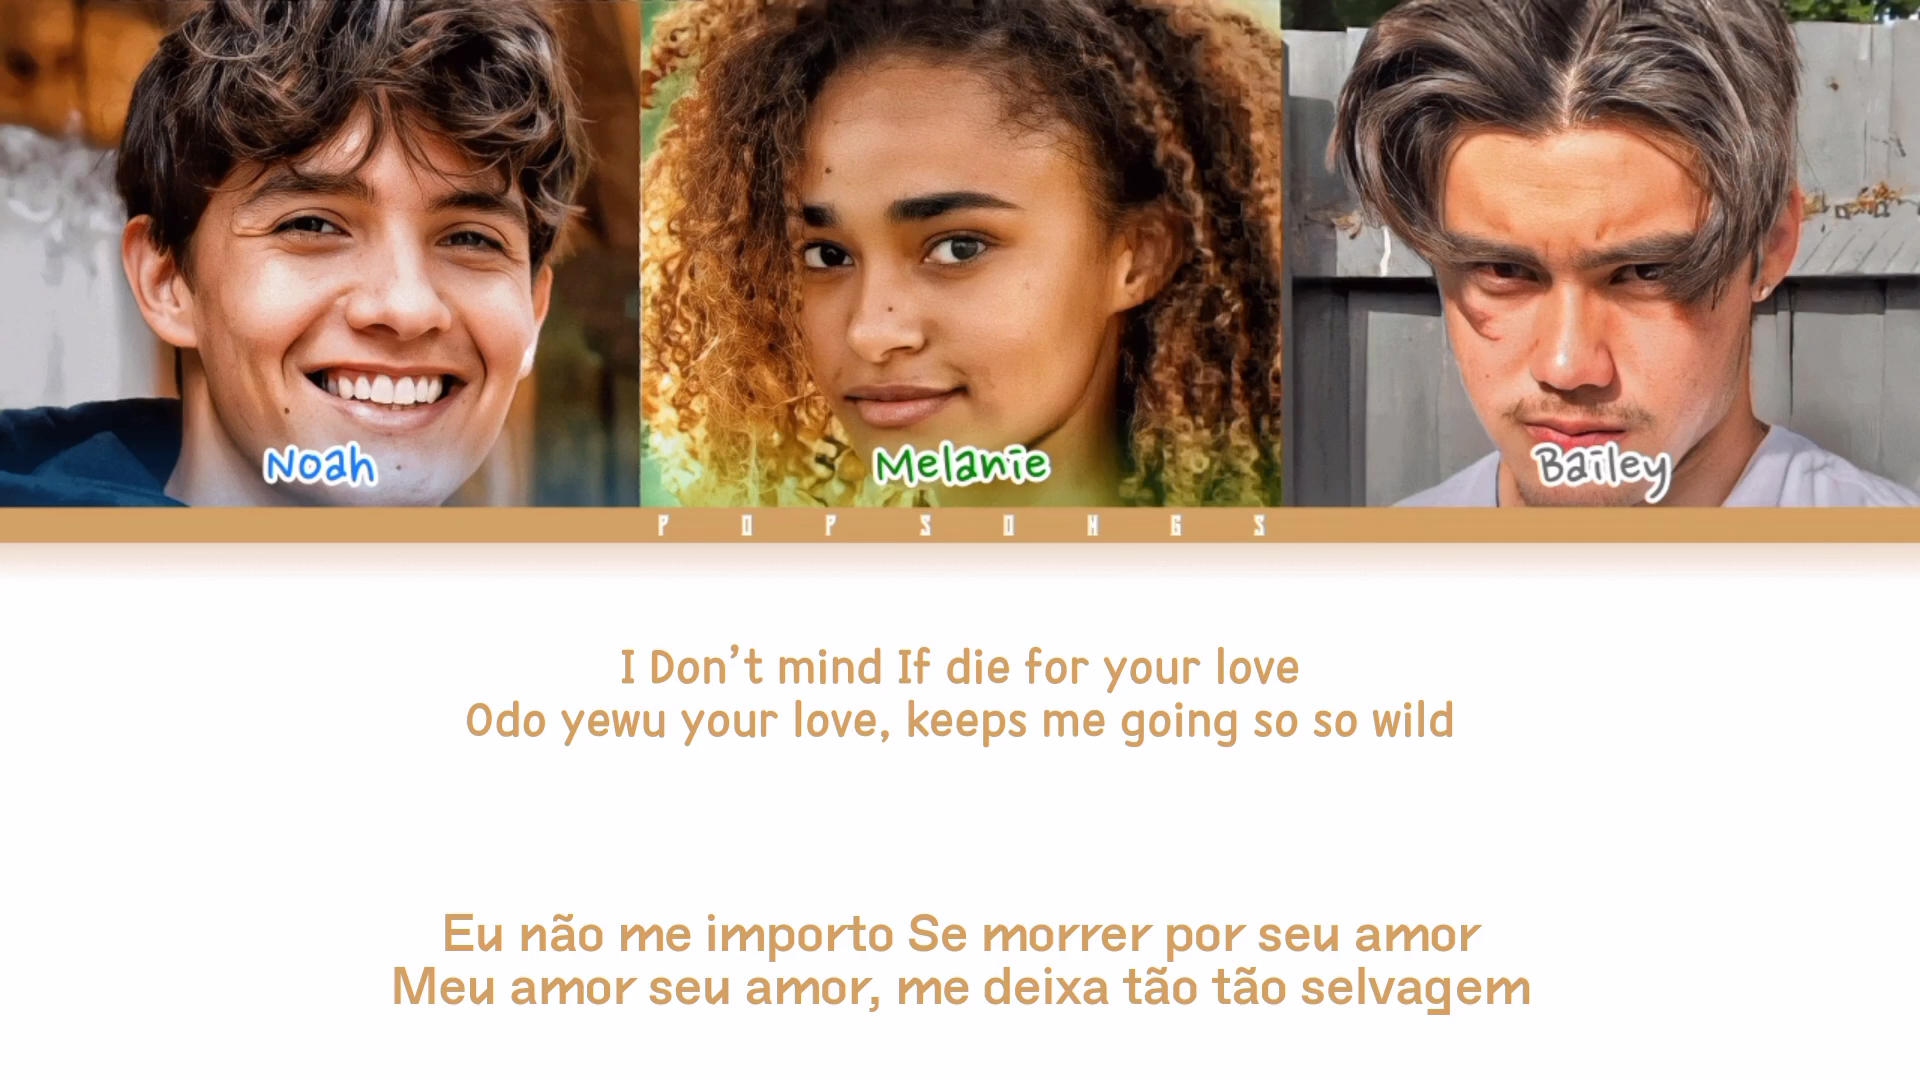 Noah
Melanie
Bailey
POPSONGS
I Don't mind If die for your love
Odo yewu your love, keeps me going so so wild
Eu não me importo Se morrer por seu amor
Meu amor seu amor, me deixa tão tão selvagem